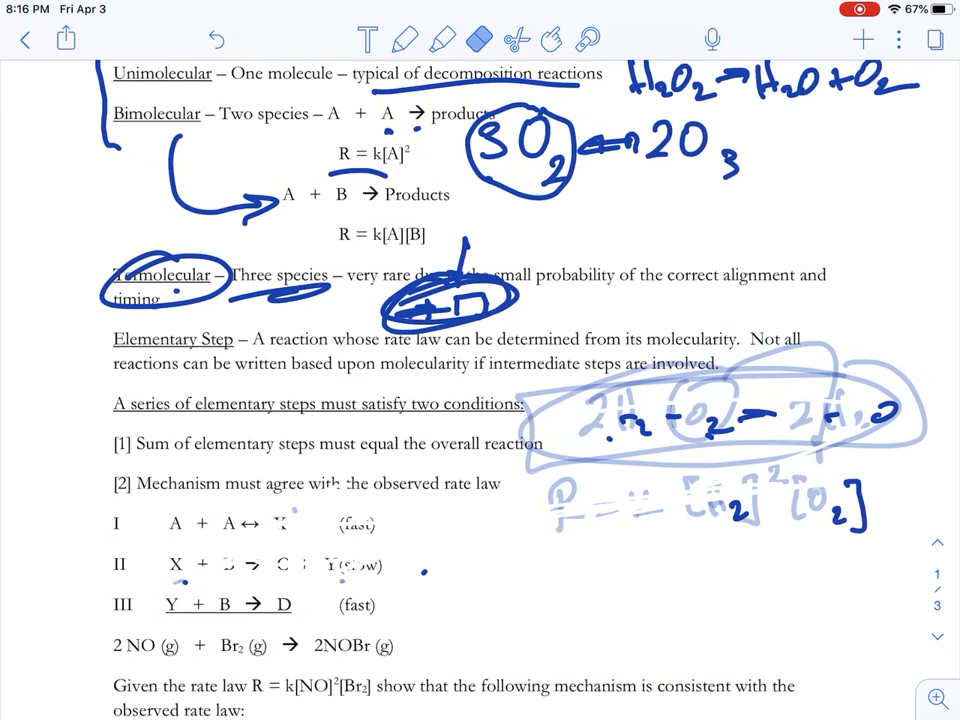 8:16 PM Fri Apr 3
67%
Unimolecular – One molecule – typical of decomposition reactions
H₂O₂ → H₂O + O₂
Bimolecular – Two species – A + A → products
3O₂ ↔ 2O₃
R = k[A]²
A + B → Products
R = k[A][B]
Termolecular – Three species – very rare due the small probability of the correct alignment and
timing
Elementary Step – A reaction whose rate law can be determined from its molecularity. Not all
reactions can be written based upon molecularity if intermediate steps are involved.
A series of elementary steps must satisfy two conditions:
[1] Sum of elementary steps must equal the overall reaction
[2] Mechanism must agree with the observed rate law
I A + A ↔ X (fast)
II X + → C Y (slow)
III Y + B → D (fast)
2 NO (g) + Br₂ (g) → 2NOBr (g)
Given the rate law R = k[NO]²[Br₂] show that the following mechanism is consistent with the
observed rate law:
1
/
3